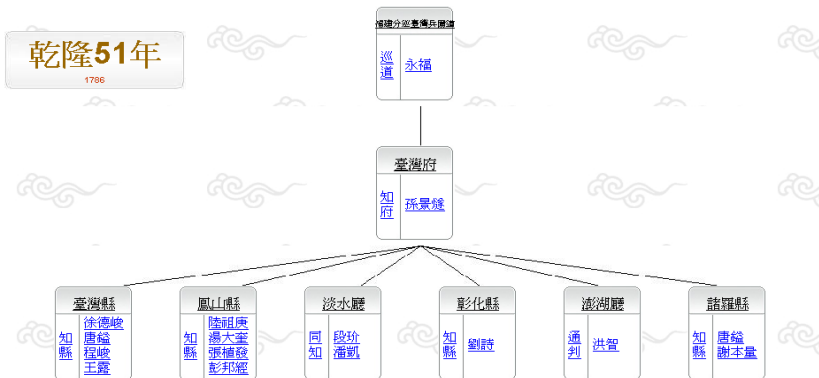 乾隆51年
1786
福建分巡臺灣兵備道
巡道
永福
臺灣府
知府
孫景燧
臺灣縣
知縣
徐德峻
唐鎰
程峻
王露
鳳山縣
知縣
陸祖庚
湯大奎
張植發
彭邦經
淡水廳
同知
段玠
潘凱
彰化縣
知縣
劉詩
澎湖廳
通判
洪智
諸羅縣
知縣
唐鎰
謝本量